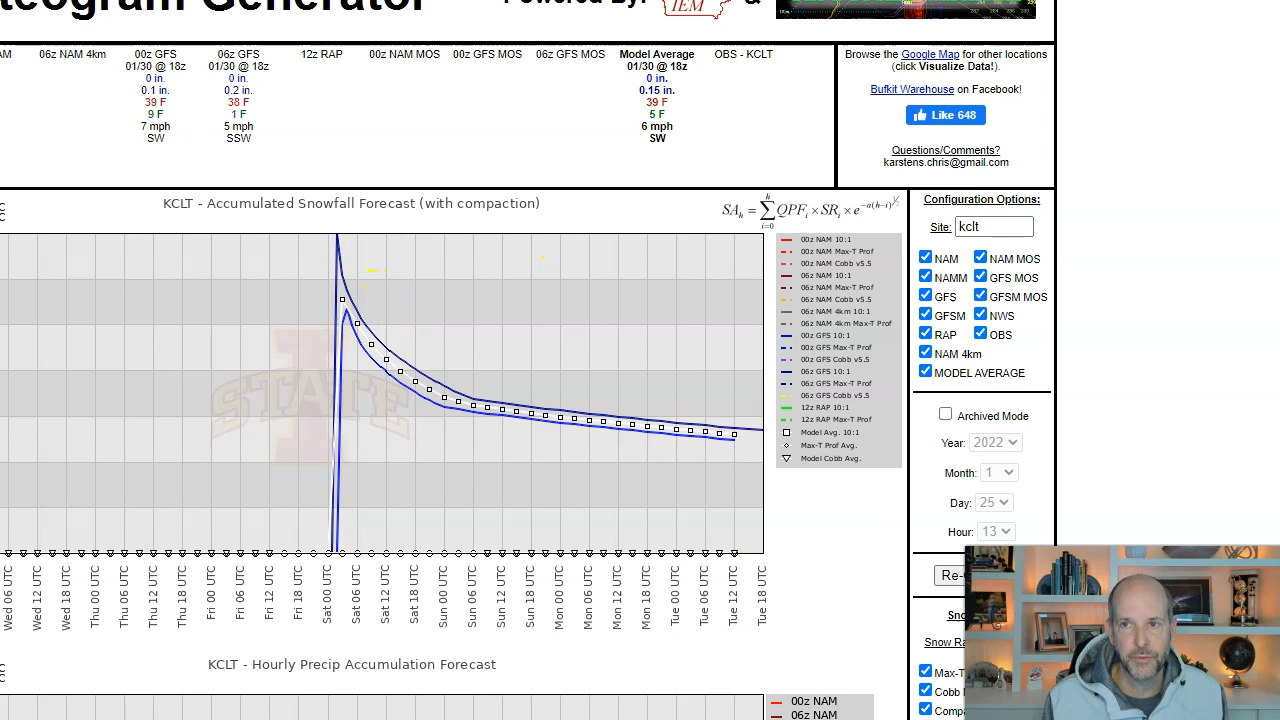 teogram Generator
Powered By:
IEM
&
AM
06z NAM 4km
00z GFS
01/30 @ 18z
0 in.
0.1 in.
39 F
9 F
7 mph
SW
06z GFS
01/30 @ 18z
0 in.
0.2 in.
38 F
1 F
5 mph
SSW
12z RAP
00z NAM MOS
00z GFS MOS
06z GFS MOS
Model Average
01/30 @ 18z
0 in.
0.15 in.
39 F
5 F
6 mph
SW
OBS - KCLT
Browse the Google Map for other locations
(click Visualize Data!).
Bufkit Warehouse on Facebook!
Like 648
Questions/Comments?
karstens.chris@gmail.com
KCLT - Accumulated Snowfall Forecast (with compaction)
STATE
00z NAM 10:1
00z NAM Max-T Prof
00z NAM Cobb v5.5
06z NAM 10:1
06z NAM Max-T Prof
06z NAM Cobb v5.5
06z NAM 4km 10:1
06z NAM 4km Max-T Prof
00z GFS 10:1
00z GFS Max-T Prof
00z GFS Cobb v5.5
06z GFS 10:1
06z GFS Max-T Prof
06z GFS Cobb v5.5
12z RAP 10:1
12z RAP Max-T Prof
Model Avg. 10:1
Max-T Prof Avg.
Model Cobb Avg.
Wed 06 UTC
Wed 12 UTC
Wed 18 UTC
Thu 00 UTC
Thu 06 UTC
Thu 12 UTC
Thu 18 UTC
Fri 00 UTC
Fri 06 UTC
Fri 12 UTC
Fri 18 UTC
Sat 00 UTC
Sat 06 UTC
Sat 12 UTC
Sat 18 UTC
Sun 00 UTC
Sun 06 UTC
Sun 12 UTC
Sun 18 UTC
Mon 00 UTC
Mon 06 UTC
Mon 12 UTC
Mon 18 UTC
Tue 00 UTC
Tue 06 UTC
Tue 12 UTC
Tue 18 UTC
Configuration Options:
Site: kclt
NAM
NAM MOS
NAMM
GFS MOS
GFS
GFSM MOS
GFSM
NWS
RAP
OBS
NAM 4km
MODEL AVERAGE
Archived Mode
Year: 2022
Month: 1
Day: 25
Hour: 13
Re-
Sno
Snow Ra
Max-T
Cobb
Compa
KCLT - Hourly Precip Accumulation Forecast
00z NAM
06z NAM